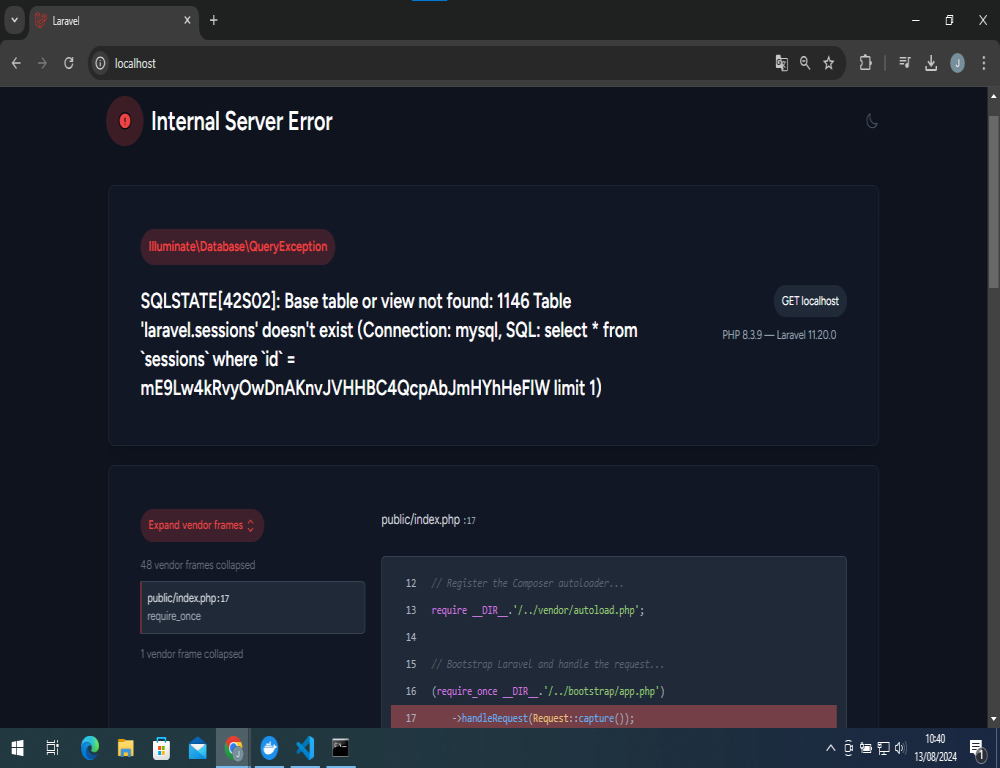 Laravel
localhost
Internal Server Error
Illuminate\Database\QueryException
SQLSTATE[42S02]: Base table or view not found: 1146 Table
'laravel.sessions' doesn't exist (Connection: mysql, SQL: select * from
`sessions` where `id` =
mE9Lw4kRvyOwDnAKnvJVHHBC4QcpAbJmHYhHeFIW limit 1)
GET localhost
PHP 8.3.9 — Laravel 11.20.0
Expand vendor frames
48 vendor frames collapsed
public/index.php:17
require_once
1 vendor frame collapsed
public/index.php :17
12 // Register the Composer autoloader...
13 require __DIR__.'/../vendor/autoload.php';
14
15 // Bootstrap Laravel and handle the request...
16 (require_once __DIR__.'/../bootstrap/app.php')
17 ->handleRequest(Request::capture());
J
10:40
13/08/2024
1